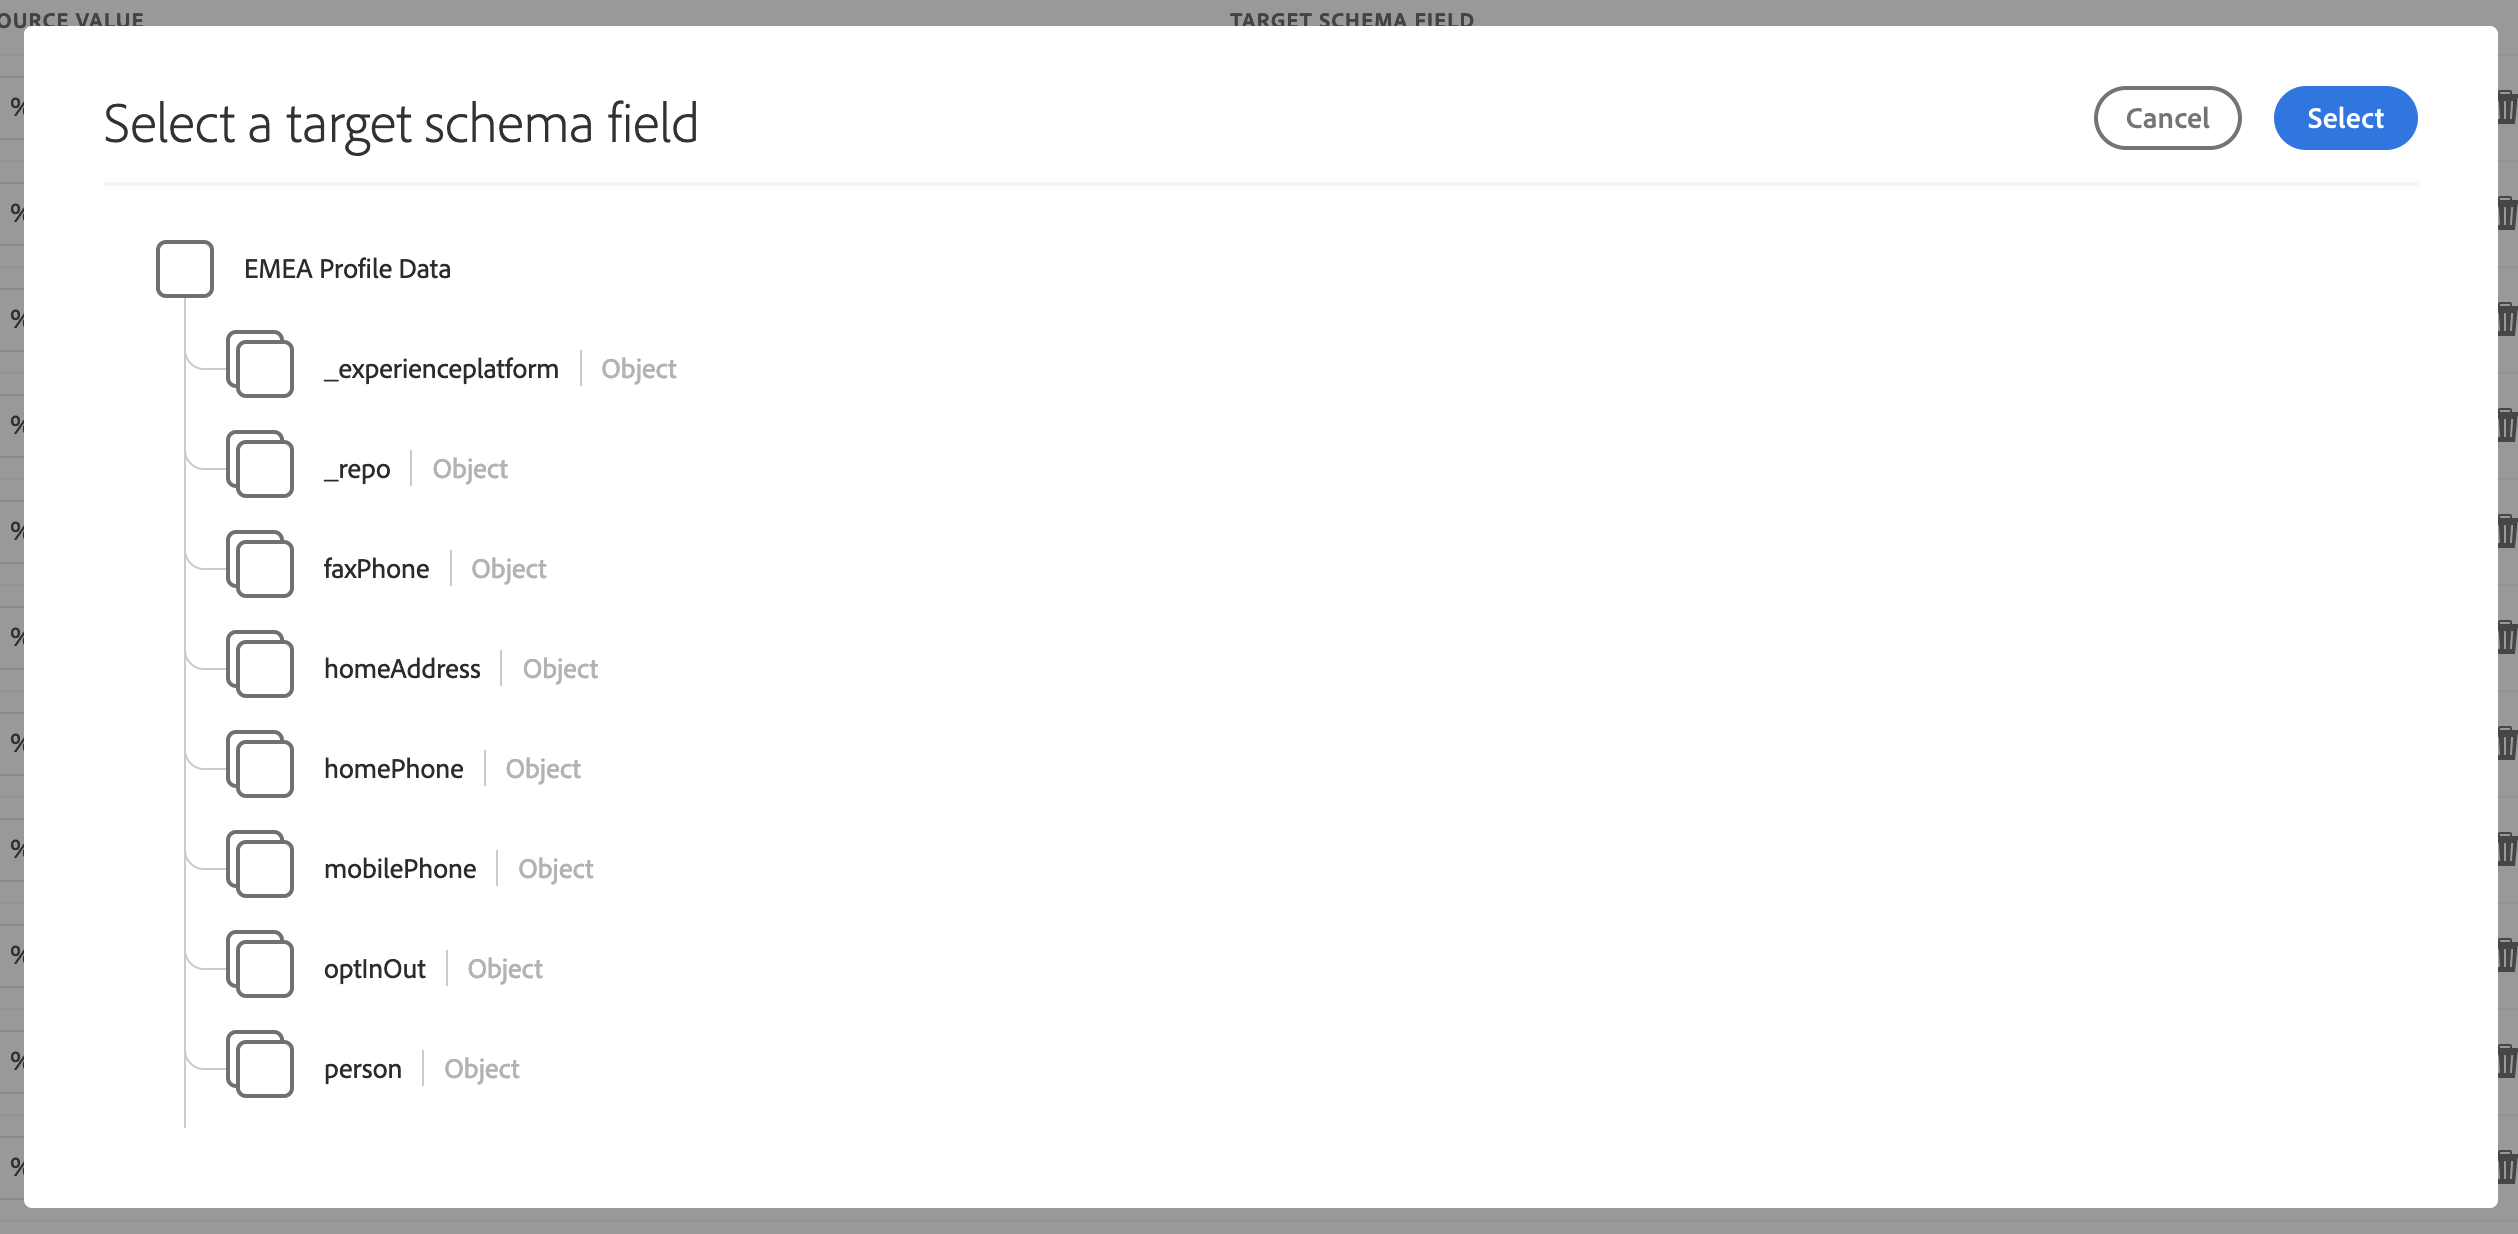 OURCE VALUE TARGET SCHEMA FIELD
Select a target schema field Cancel Select
EMEA Profile Data
_experienceplatform Object
_repo Object
faxPhone Object
homeAddress Object
homePhone Object
mobilePhone Object
optInOut Object
person Object